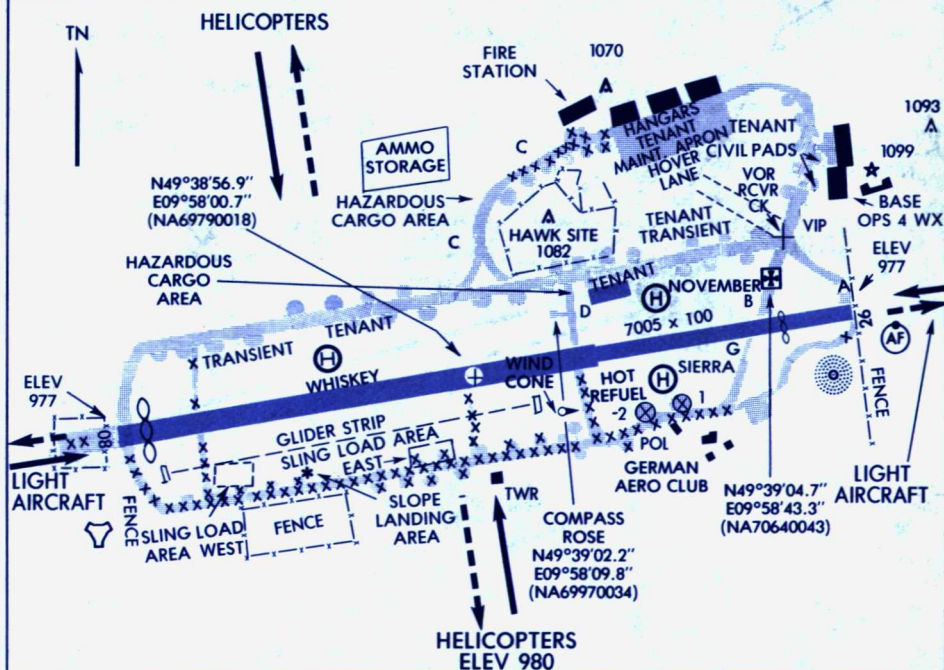 TN
HELICOPTERS
FIRE
STATION
1070
1093
1099
HANGARS
TENANT
MAINT APRON
HOVER
LANE
TENANT
CIVIL PADS
VOR
RCVR
CK
VIP
BASE
OPS 4 WX
AMMO
STORAGE
C
HAZARDOUS
CARGO AREA
C
HAWK SITE
1082
TENANT
TRANSIENT
N49°38'56.9"
E09°58'00.7"
(NA69790018)
HAZARDOUS
CARGO
AREA
TENANT
H
NOVEMBER
B
D
7005 x 100
ELEV
977
A
26
AF
FENCE
TENANT
TRANSIENT
H
WHISKEY
WIND
CONE
HOT
REFUEL
H
SIERRA
G
-2
1
POL
GERMAN
AERO CLUB
ELEV
977
08
GLIDER STRIP
SLING LOAD AREA
EAST
LIGHT
AIRCRAFT
FENCE
SLING LOAD
AREA WEST
FENCE
SLOPE
LANDING
AREA
TWR
COMPASS
ROSE
N49°39'02.2"
E09°58'09.8"
(NA69970034)
N49°39'04.7"
E09°58'43.3"
(NA70640043)
LIGHT
AIRCRAFT
HELICOPTERS
ELEV 980